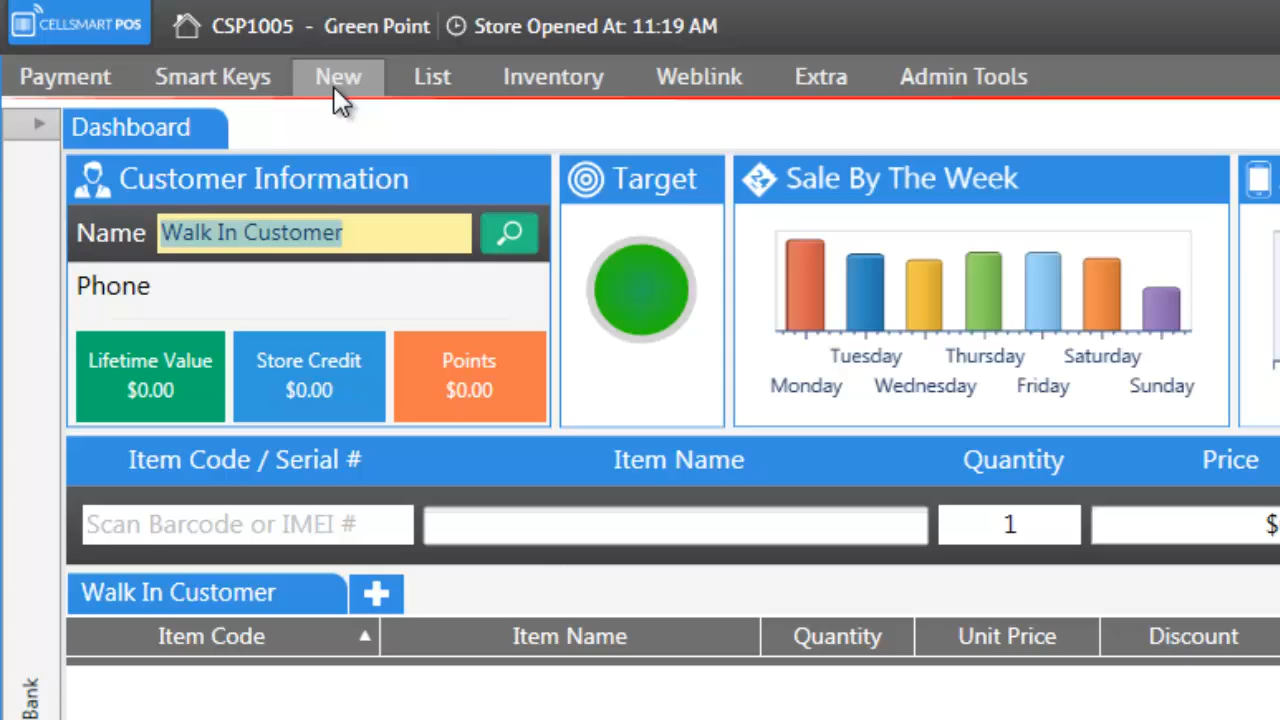 CELLSMART POS
CSP1005 - Green Point
Store Opened At: 11:19 AM
Payment Smart Keys New List Inventory Weblink Extra Admin Tools
Dashboard
Customer Information
Name Walk In Customer
Phone
Lifetime Value
$0.00
Store Credit
$0.00
Points
$0.00
Target
Sale By The Week
Tuesday Thursday Saturday
Monday Wednesday Friday Sunday
Item Code / Serial # Item Name Quantity Price
Scan Barcode or IMEI # 1 $
Walk In Customer
Item Code Item Name Quantity Unit Price Discount
Bank